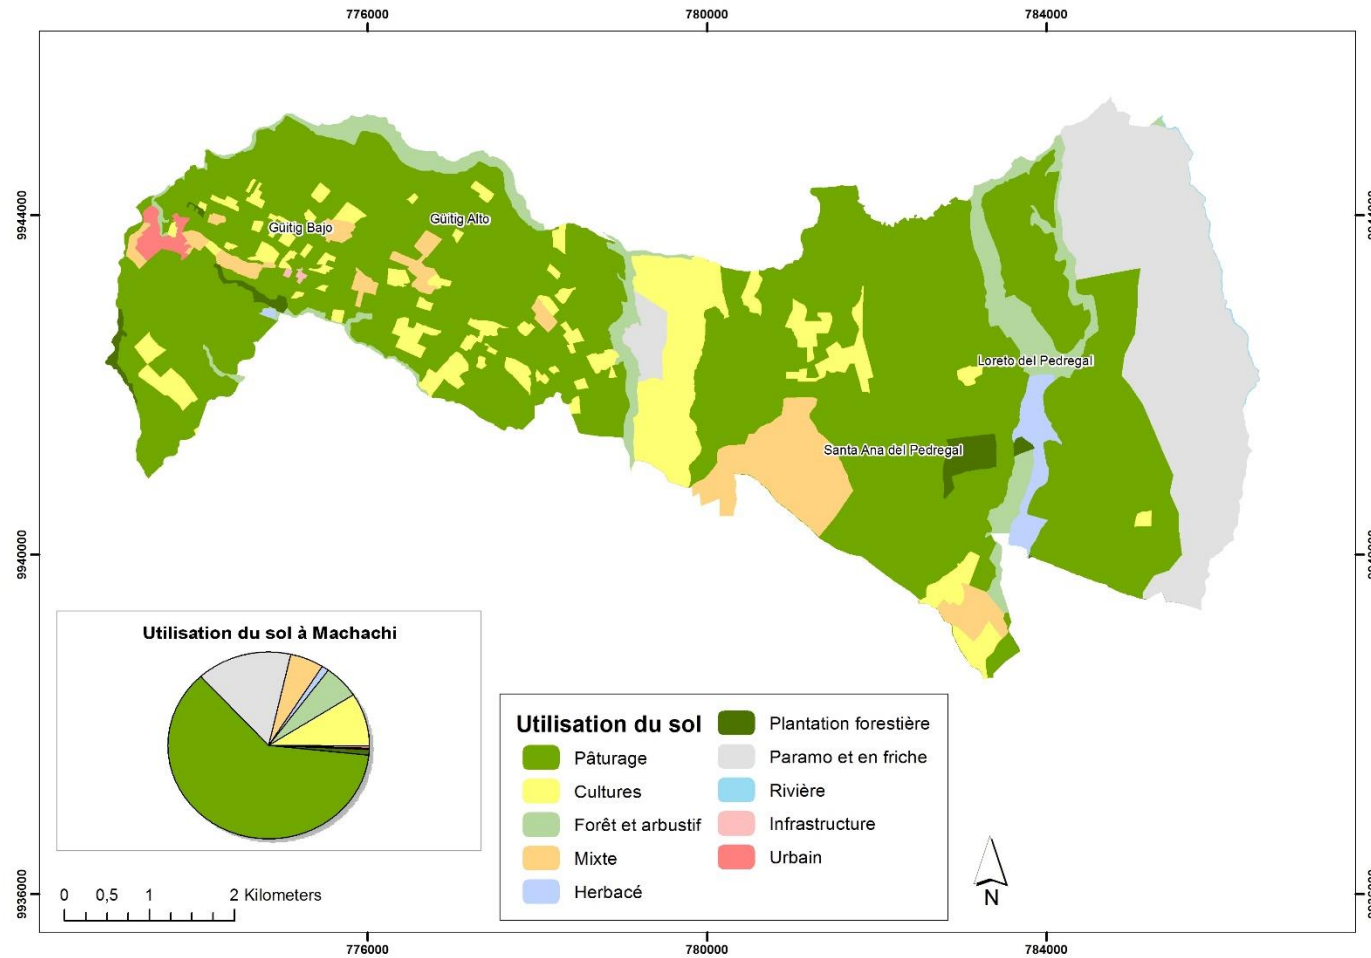 776000
780000
784000
9944000
Güitig Bajo
Güitig Alto
Loreto del Pedregal
Santa Ana del Pedregal
9940000
Utilisation du sol à Machachi
Utilisation du sol
Pâturage
Cultures
Forêt et arbustif
Mixte
Herbacé
Plantation forestière
Paramo et en friche
Rivière
Infrastructure
Urbain
0 0,5 1 2 Kilometers
N
9936000
776000
780000
784000